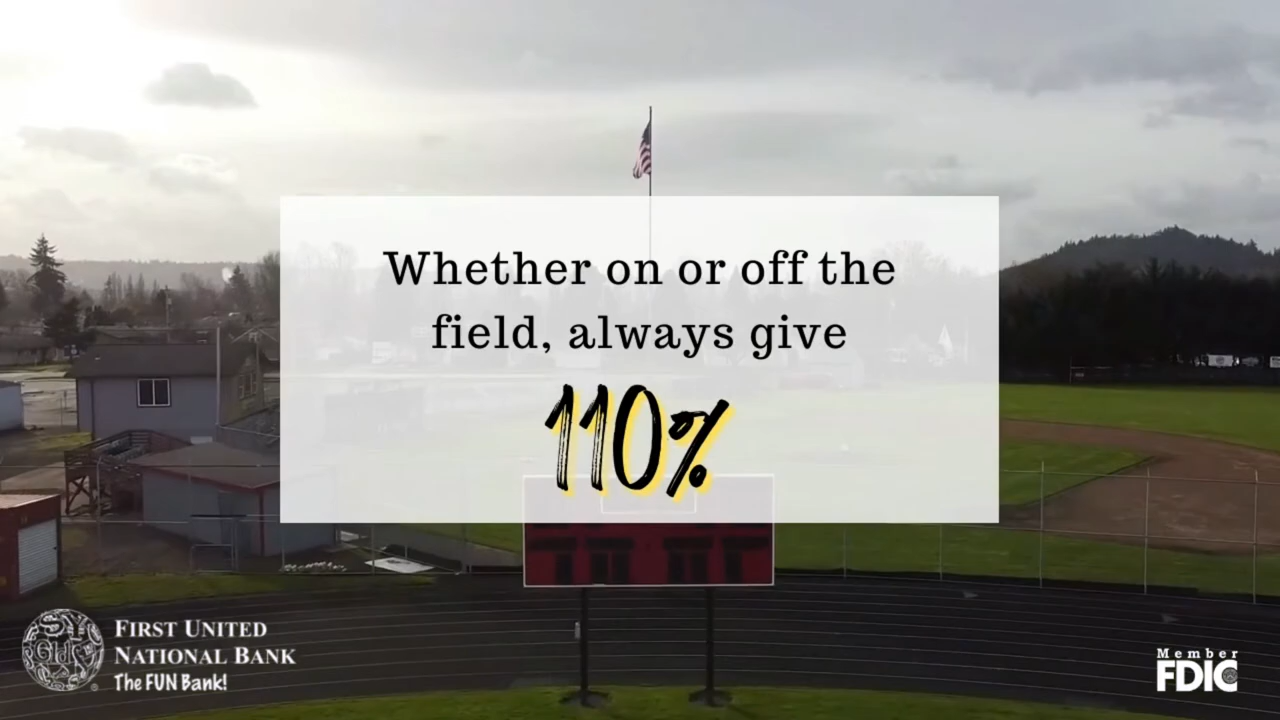 Whether on or off the
field, always give
110%
FIRST UNITED
NATIONAL BANK
The FUN Bank!
Member
FDIC